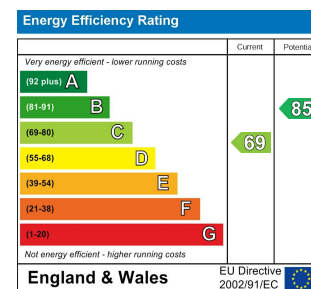 Energy Efficiency Rating
Current Potentia
Very energy efficient - lower running costs
(92 plus) A
(81-91) B
85
(69-80) C
69
(55-68) D
(39-54) E
(21-38) F
(1-20) G
Not energy efficient - higher running costs
England & Wales
EU Directive
2002/91/EC